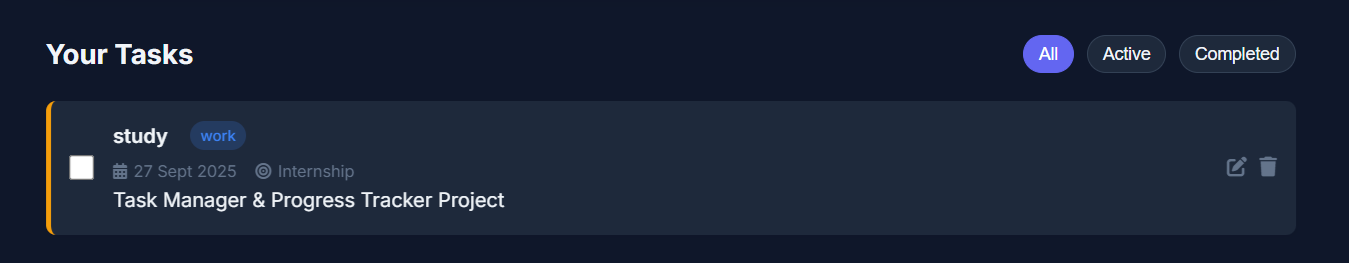 Your Tasks
All Active Completed
study work
27 Sept 2025 Internship
Task Manager & Progress Tracker Project